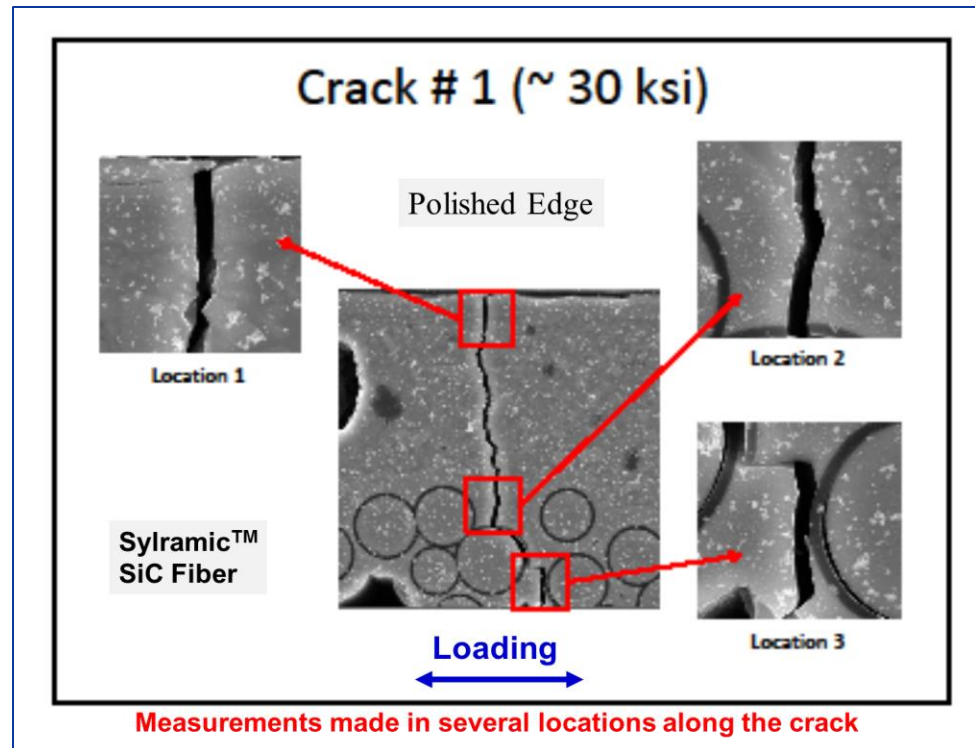 Crack # 1 (~ 30 ksi)
Polished Edge
Location 1
Location 2
Sylramic™
SiC Fiber
Location 3
Loading
Measurements made in several locations along the crack